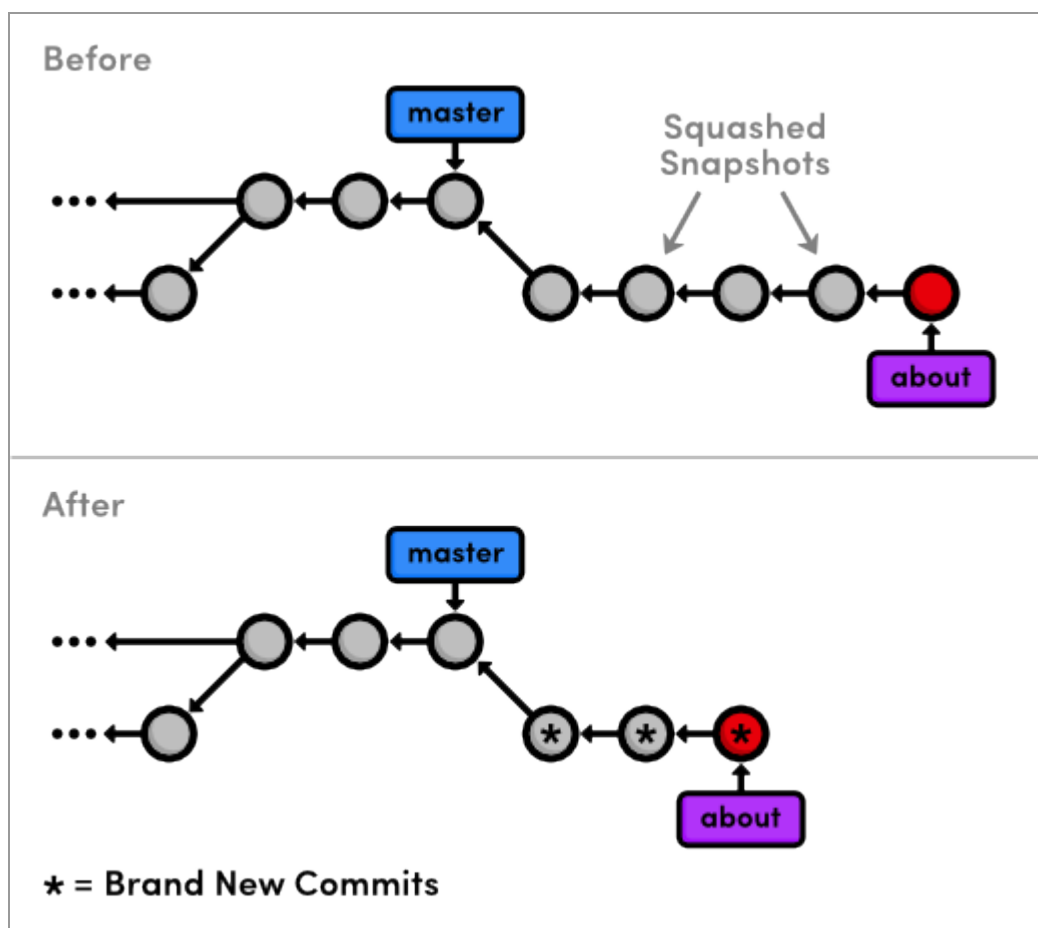 Before
master
Squashed
Snapshots
about
After
master
*
*
*
about
* = Brand New Commits